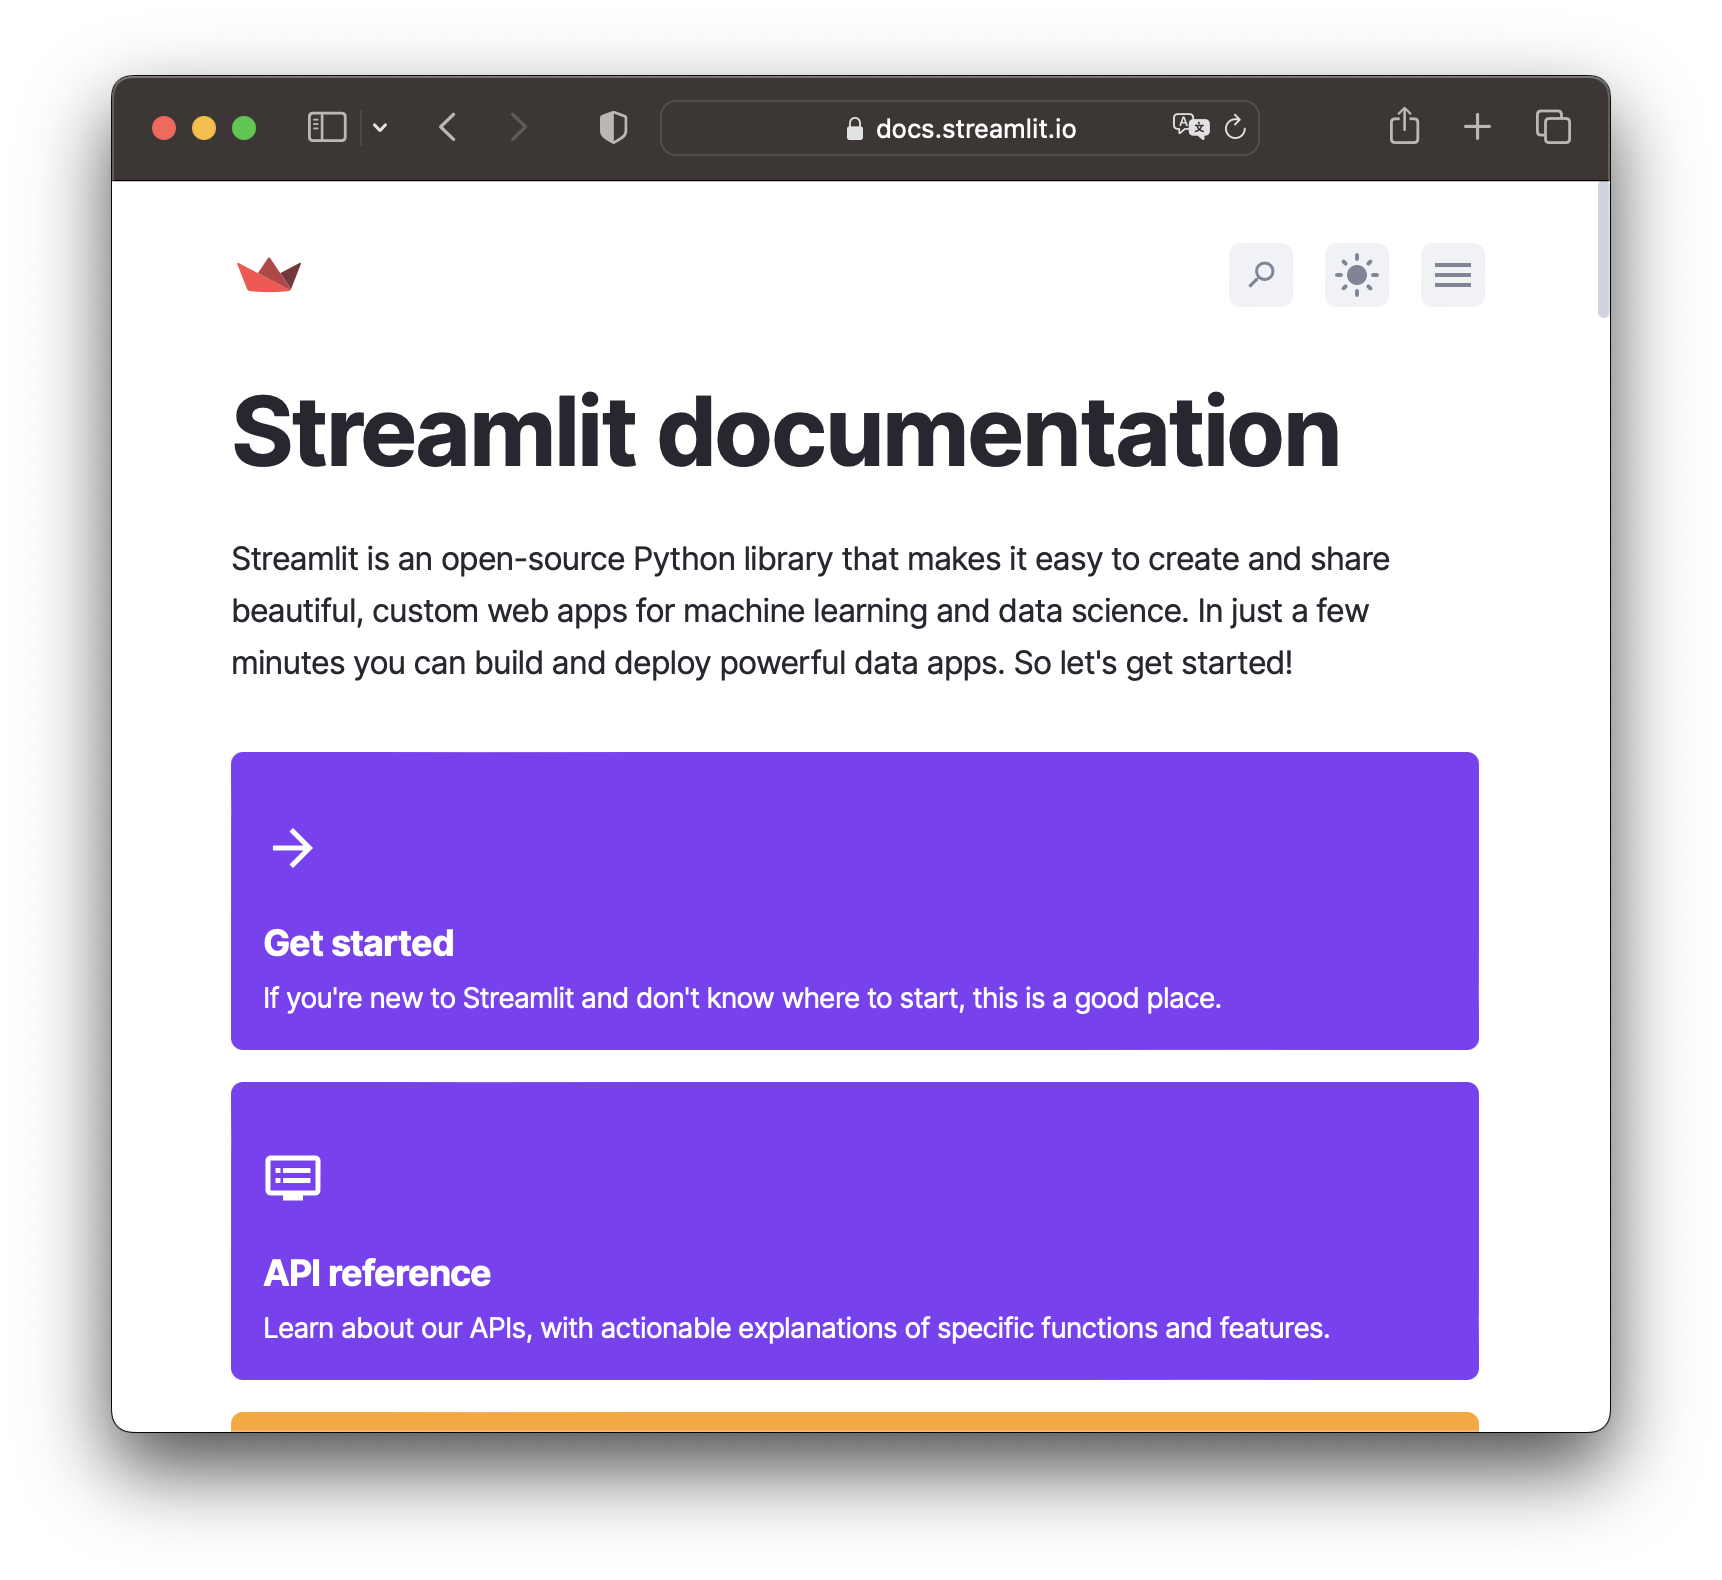 docs.streamlit.io
Streamlit documentation
Streamlit is an open-source Python library that makes it easy to create and share
beautiful, custom web apps for machine learning and data science. In just a few
minutes you can build and deploy powerful data apps. So let's get started!
Get started
If you're new to Streamlit and don't know where to start, this is a good place.
API reference
Learn about our APIs, with actionable explanations of specific functions and features.